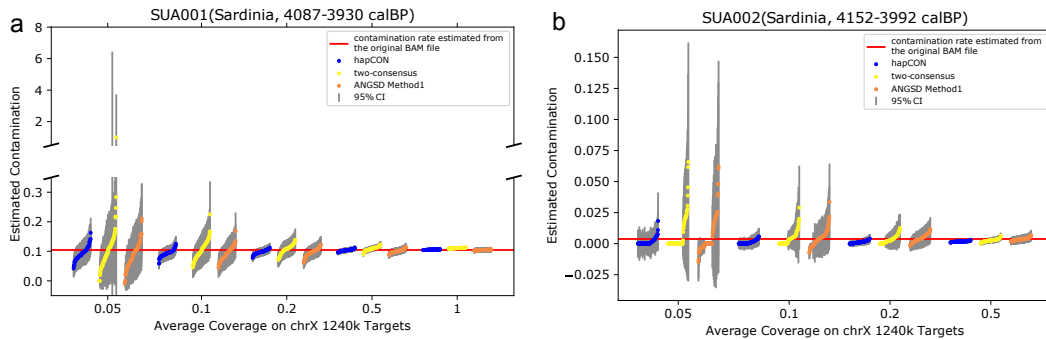 a
SUA001(Sardinia, 4087-3930 calBP)
8
6
4
2
0.3
0.2
0.1
0.0
Estimated Contamination
contamination rate estimated from
the original BAM file
hapCON
two-consensus
ANGSD Method1
95% CI
0.05
0.1
0.2
0.5
1
Average Coverage on chrX 1240k Targets
b
SUA002(Sardinia, 4152-3992 calBP)
0.150
0.125
0.100
0.075
0.050
0.025
0.000
−0.025
Estimated Contamination
contamination rate estimated from
the original BAM file
hapCON
two-consensus
ANGSD Method1
95% CI
0.05
0.1
0.2
0.5
Average Coverage on chrX 1240k Targets